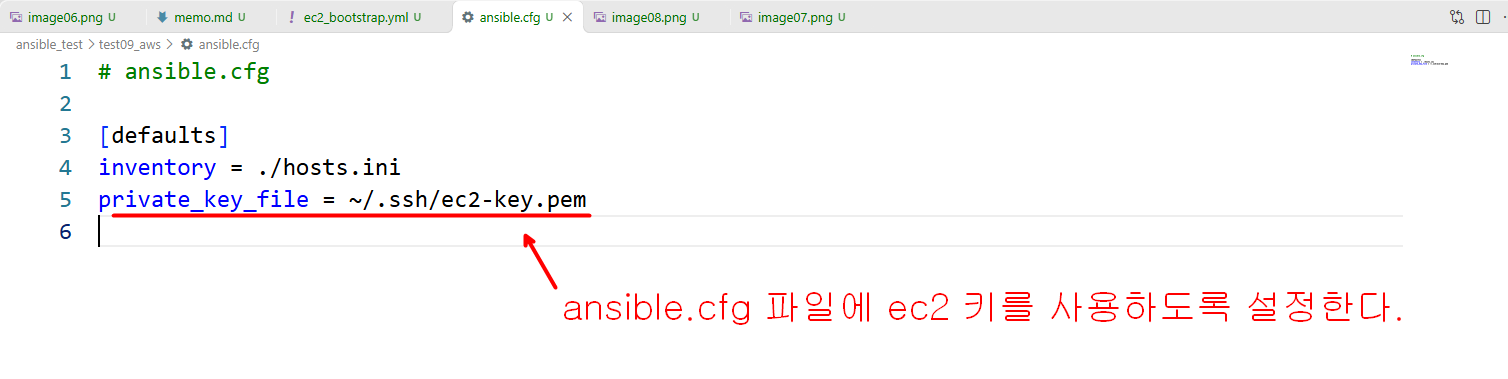 image06.png U memo.md U ! ec2_bootstrap.yml U ansible.cfg U image08.png U image07.png U
ansible_test > test09_aws > ansible.cfg
1 # ansible.cfg
2
3 [defaults]
4 inventory = ./hosts.ini
5 private_key_file = ~/.ssh/ec2-key.pem
6
ansible.cfg 파일에 ec2 키를 사용하도록 설정한다.